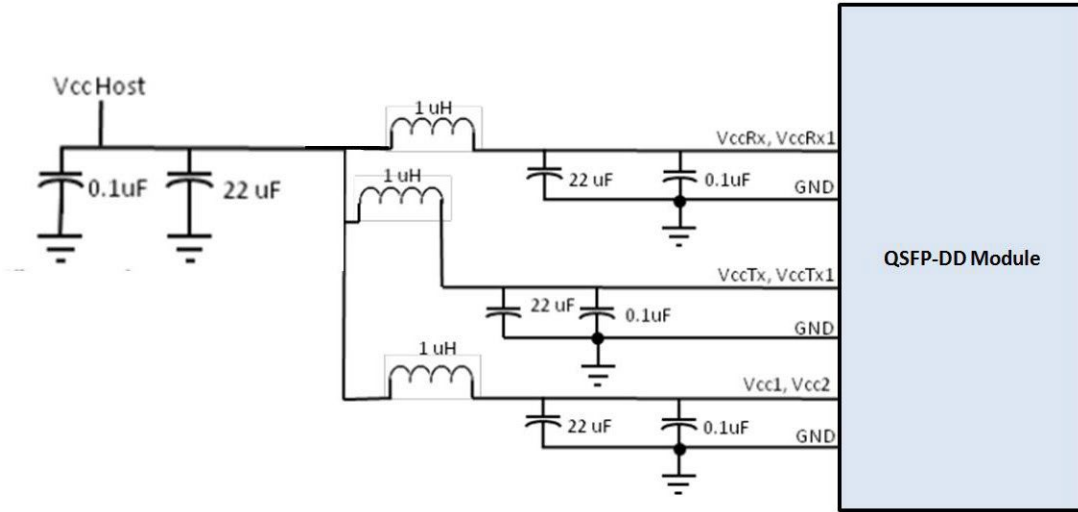 VccHost
1 uH
VccRx, VccRx1
0.1uF
22 uF
22 uF
0.1uF
1 uH
GND
QSFP-DD Module
VccTx, VccTx1
22 uF
0.1uF
GND
1 uH
Vcc1, Vcc2
22 uF
0.1uF
GND